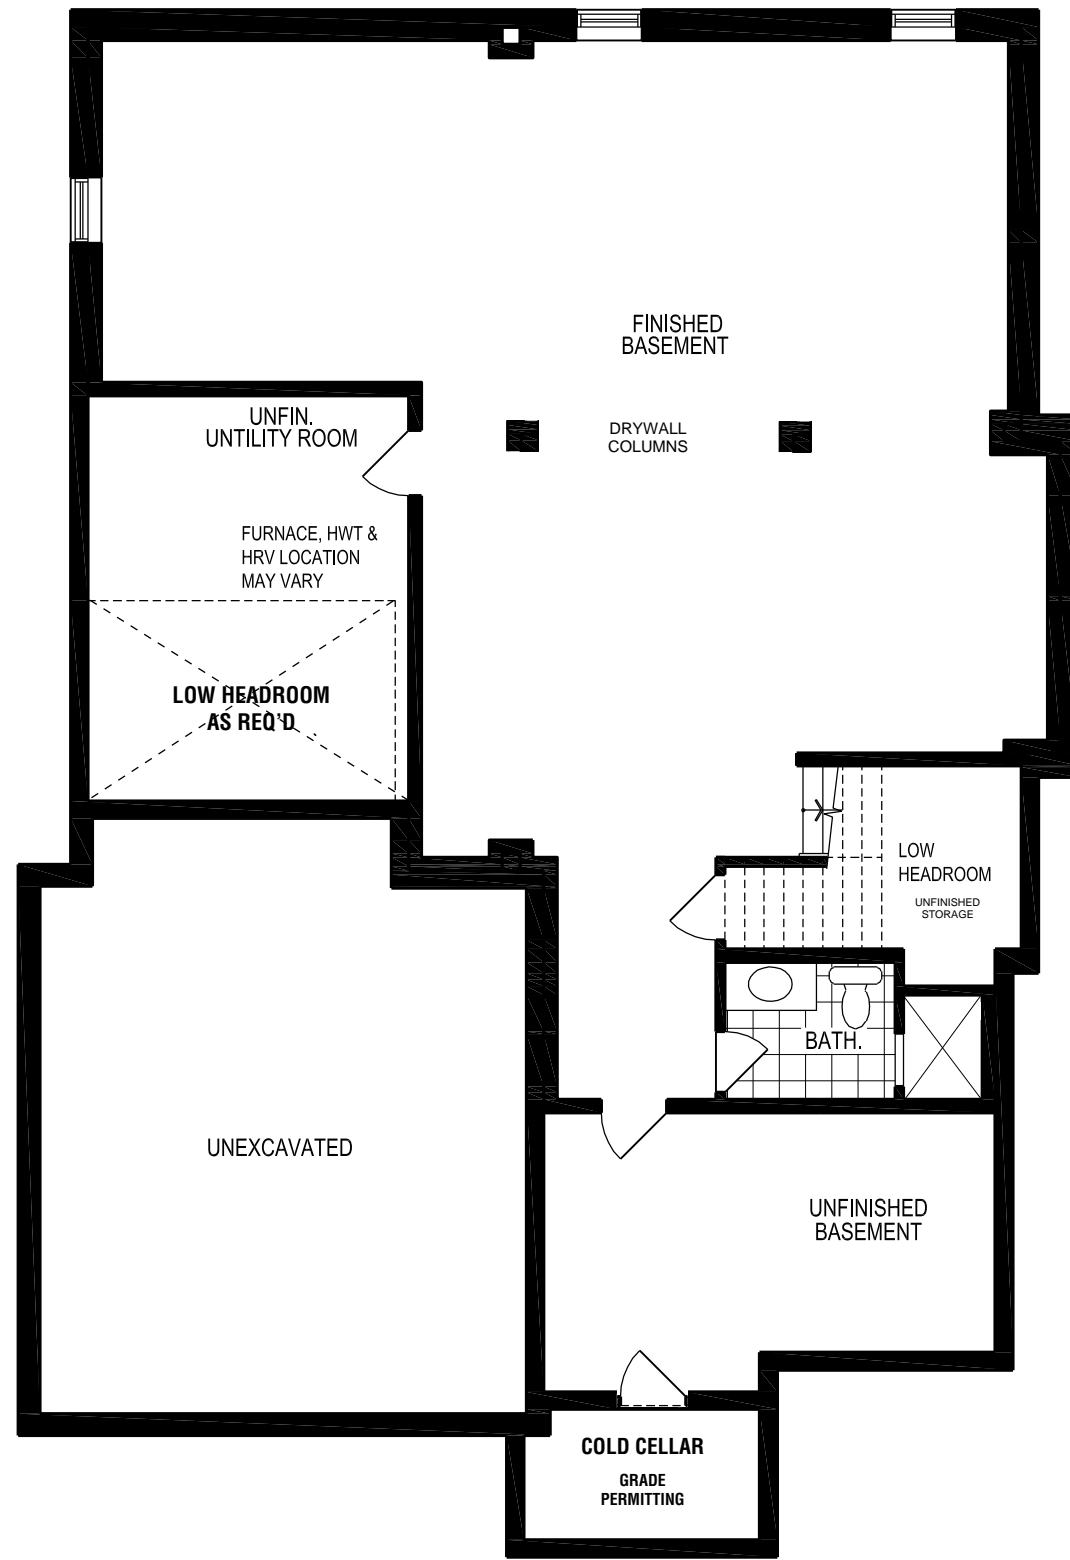 FINISHED
BASEMENT
UNFIN.
UNTILITY ROOM
DRYWALL
COLUMNS
FURNACE, HWT &
HRV LOCATION
MAY VARY
LOW HEADROOM
AS REQ'D
LOW
HEADROOM
UNFINISHED
STORAGE
BATH.
UNEXCAVATED
UNFINISHED
BASEMENT
COLD CELLAR
GRADE
PERMITTING